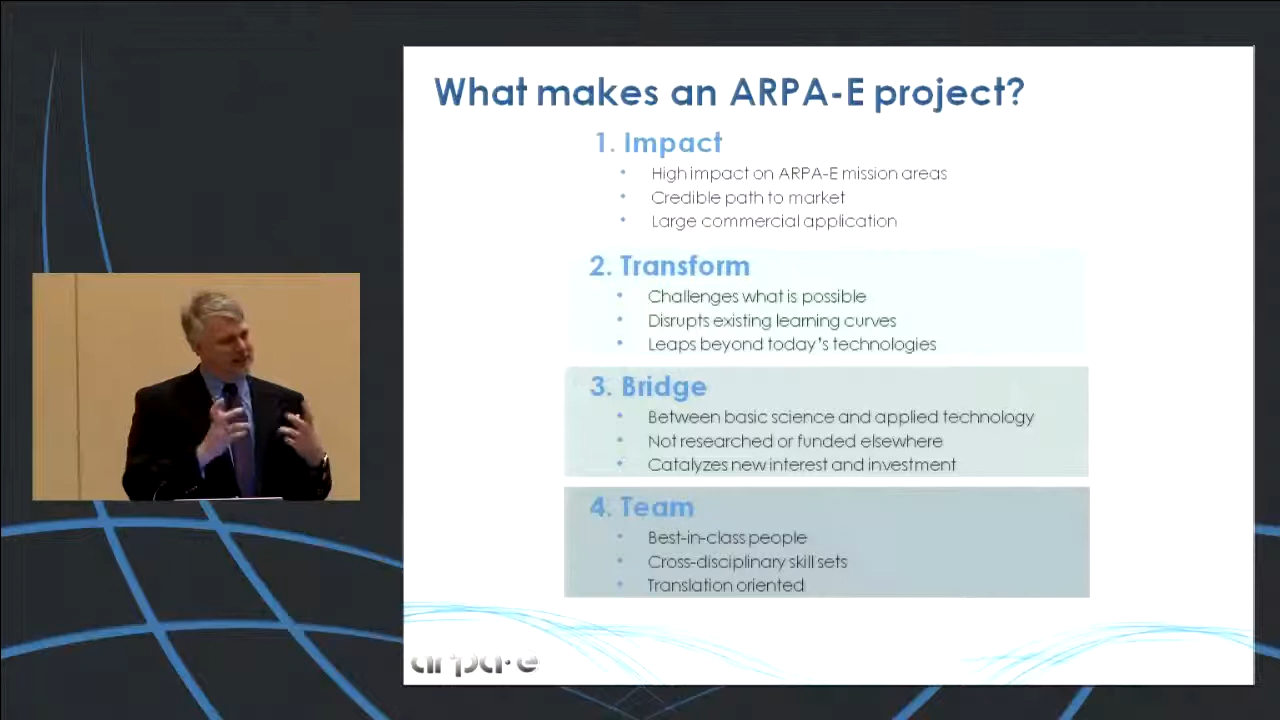 What makes an ARPA-E project?
1. Impact
• High impact on ARPA-E mission areas
• Credible path to market
• Large commercial application
2. Transform
• Challenges what is possible
• Disrupts existing learning curves
• Leaps beyond today's technologies
3. Bridge
• Between basic science and applied technology
• Not researched or funded elsewhere
• Catalyzes new interest and investment
4. Team
• Best-in-class people
• Cross-disciplinary skill sets
• Translation oriented
arpa·e